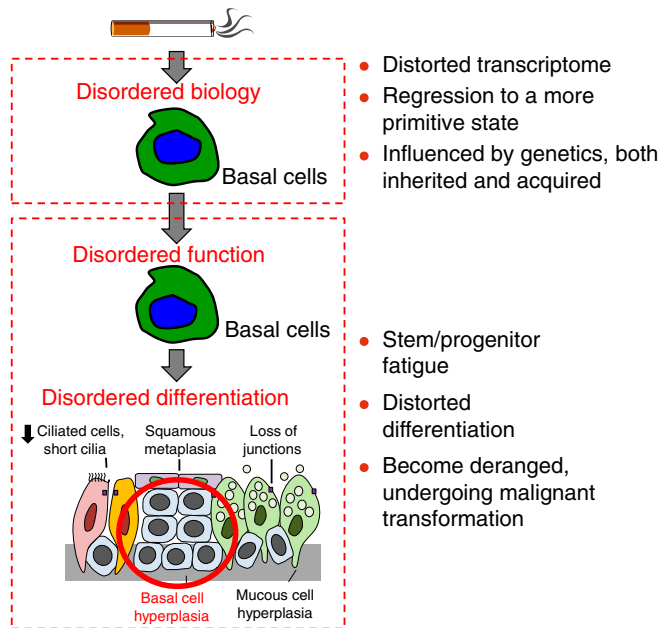 Disordered biology
Basal cells
• Distorted transcriptome
• Regression to a more
primitive state
• Influenced by genetics, both
inherited and acquired
Disordered function
Basal cells
Disordered differentiation
• Stem/progenitor
fatigue
• Distorted
differentiation
• Become deranged,
undergoing malignant
transformation
Ciliated cells,
short cilia
Squamous
metaplasia
Loss of
junctions
Basal cell
hyperplasia
Mucous cell
hyperplasia